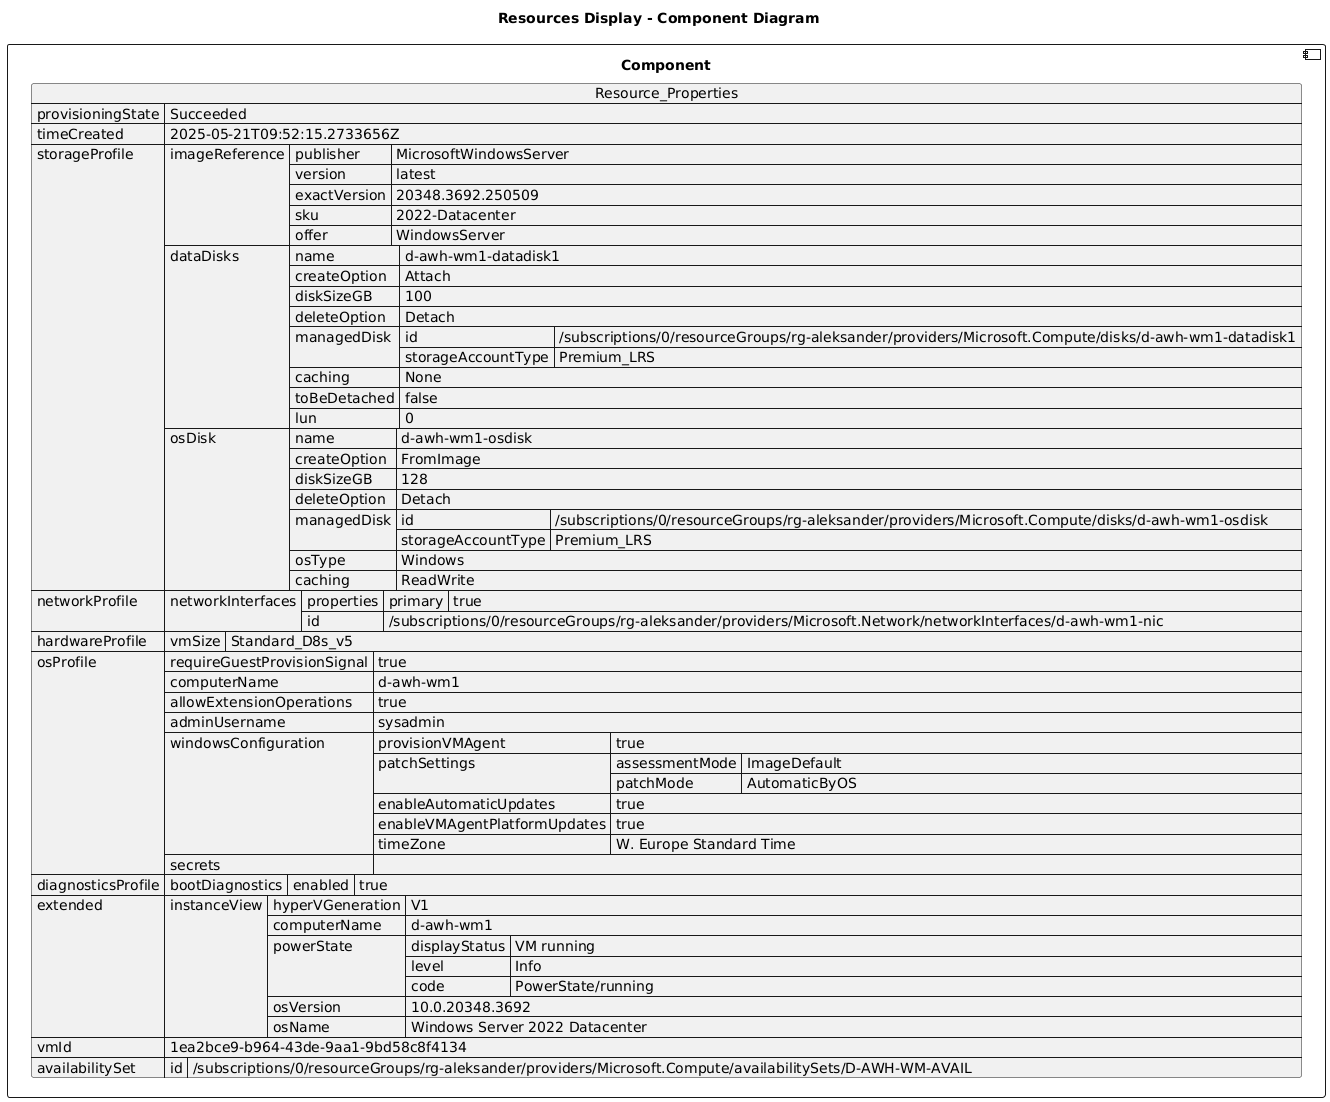 Resources Display - Component Diagram
Component
Resource_Properties
provisioningState Succeeded
timeCreated 2025-05-21T09:52:15.2733656Z
storageProfile imageReference publisher MicrosoftWindowsServer
version latest
exactVersion 20348.3692.250509
sku 2022-Datacenter
offer WindowsServer
dataDisks name d-awh-wm1-datadisk1
createOption Attach
diskSizeGB 100
deleteOption Detach
managedDisk id /subscriptions/0/resourceGroups/rg-aleksander/providers/Microsoft.Compute/disks/d-awh-wm1-datadisk1
storageAccountType Premium_LRS
caching None
toBeDetached false
lun 0
osDisk name d-awh-wm1-osdisk
createOption FromImage
diskSizeGB 128
deleteOption Detach
managedDisk id /subscriptions/0/resourceGroups/rg-aleksander/providers/Microsoft.Compute/disks/d-awh-wm1-osdisk
storageAccountType Premium_LRS
osType Windows
caching ReadWrite
networkProfile networkInterfaces properties primary true
id /subscriptions/0/resourceGroups/rg-aleksander/providers/Microsoft.Network/networkInterfaces/d-awh-wm1-nic
hardwareProfile vmSize Standard_D8s_v5
osProfile requireGuestProvisionSignal true
computerName d-awh-wm1
allowExtensionOperations true
adminUsername sysadmin
windowsConfiguration provisionVMAgent true
patchSettings assessmentMode ImageDefault
patchMode AutomaticByOS
enableAutomaticUpdates true
enableVMAgentPlatformUpdates true
timeZone W. Europe Standard Time
secrets
diagnosticsProfile bootDiagnostics enabled true
extended instanceView hyperVGeneration V1
computerName d-awh-wm1
powerState displayStatus VM running
level Info
code PowerState/running
osVersion 10.0.20348.3692
osName Windows Server 2022 Datacenter
vmId 1ea2bce9-b964-43de-9aa1-9bd58c8f4134
availabilitySet id /subscriptions/0/resourceGroups/rg-aleksander/providers/Microsoft.Compute/availabilitySets/D-AWH-WM-AVAIL